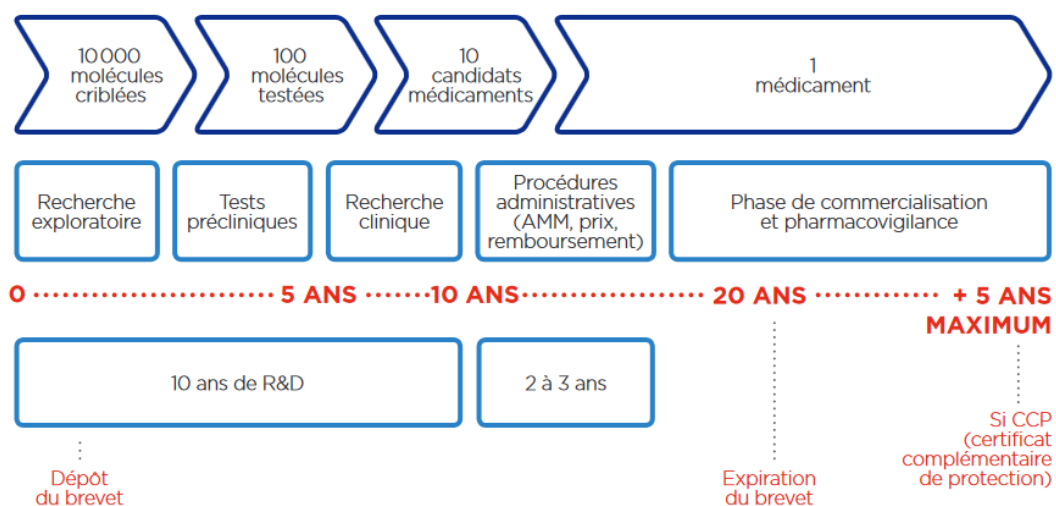 10 000
molécules
criblées
100
molécules
testées
10
candidats
médicaments
1
médicament
Recherche
exploratoire
Tests
précliniques
Recherche
clinique
Procédures
administratives
(AMM, prix,
remboursement)
Phase de commercialisation
et pharmacovigilance
0
5 ANS
10 ANS
20 ANS
+ 5 ANS
MAXIMUM
10 ans de R&D
2 à 3 ans
Dépôt
du brevet
Expiration
du brevet
Si CCP
(certificat
complémentaire
de protection)